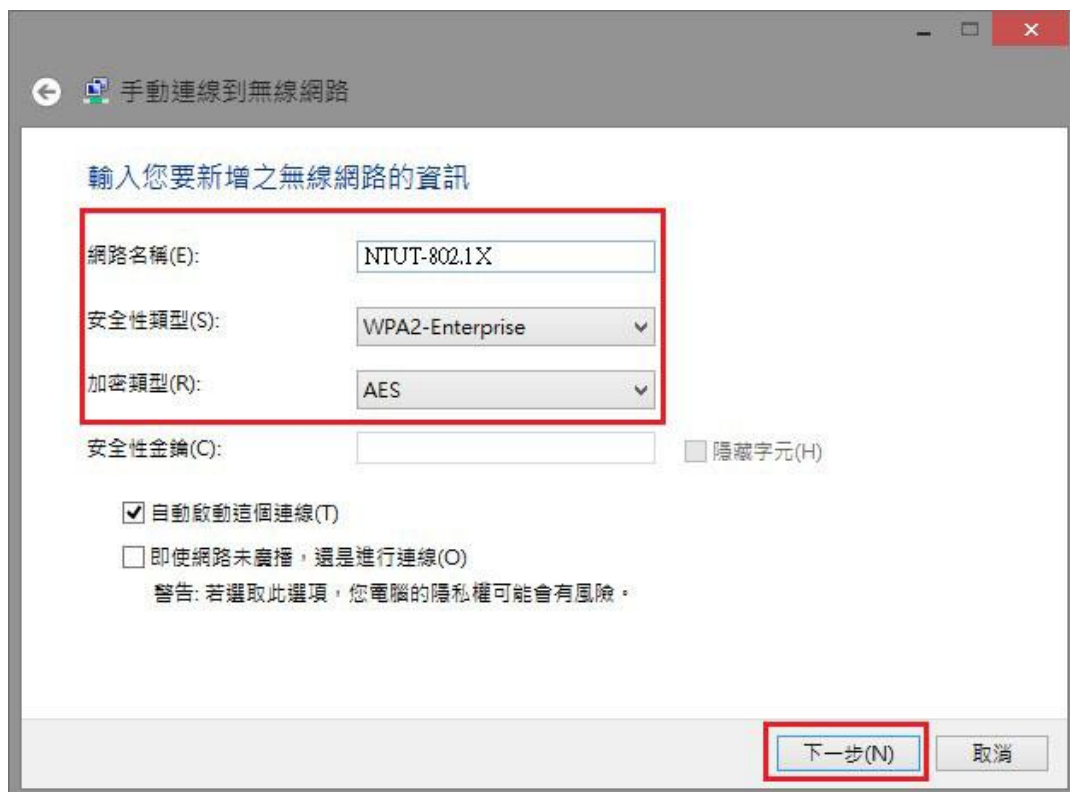 手動連線到無線網路
輸入您要新增之無線網路的資訊
網路名稱(E): NTUT-802.1X
安全性類型(S): WPA2-Enterprise
加密類型(R): AES
安全性金鑰(C): 隱藏字元(H)
自動啟動這個連線(T)
即使網路未廣播，還是進行連線(O)
警告: 若選取此選項，您電腦的隱私權可能會有風險。
下一步(N) 取消